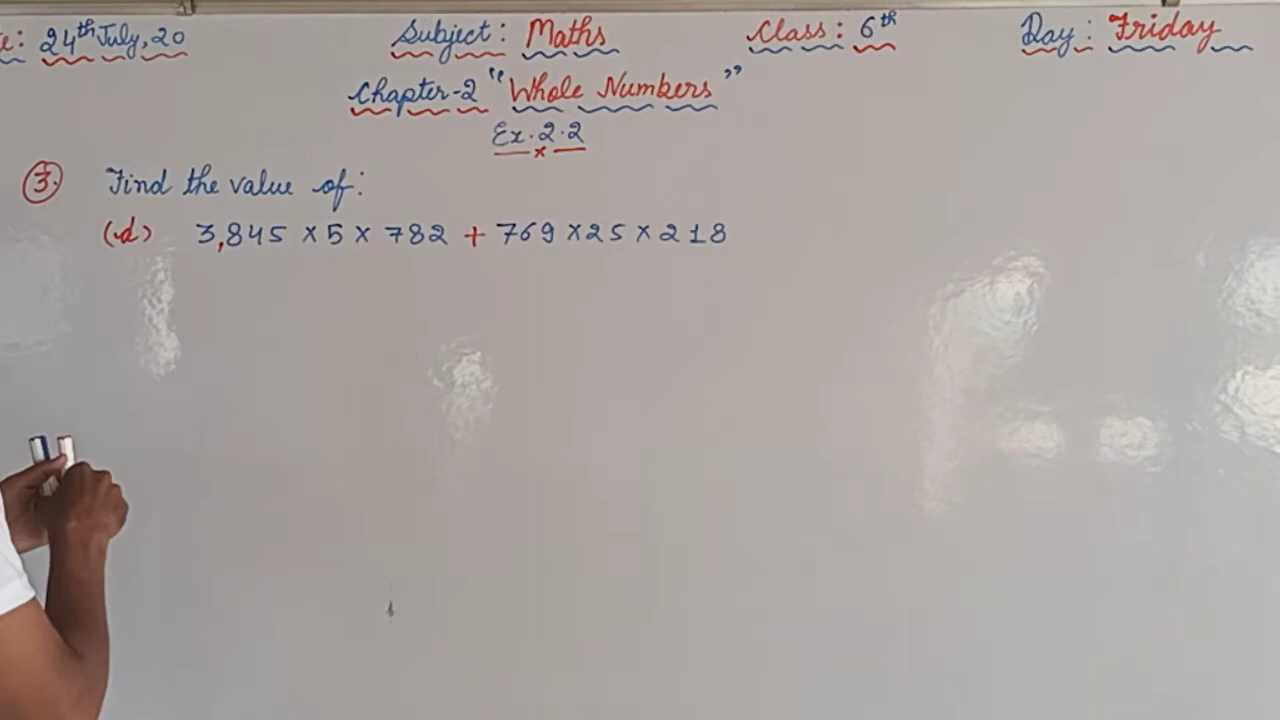 e: 24th July, 20 Subject: Maths Class: 6th Day: Friday
Chapter-2 "Whole Numbers"
Ex. 2.2
3. Find the value of:
(d) 3,845 × 5 × 782 + 769 × 25 × 218